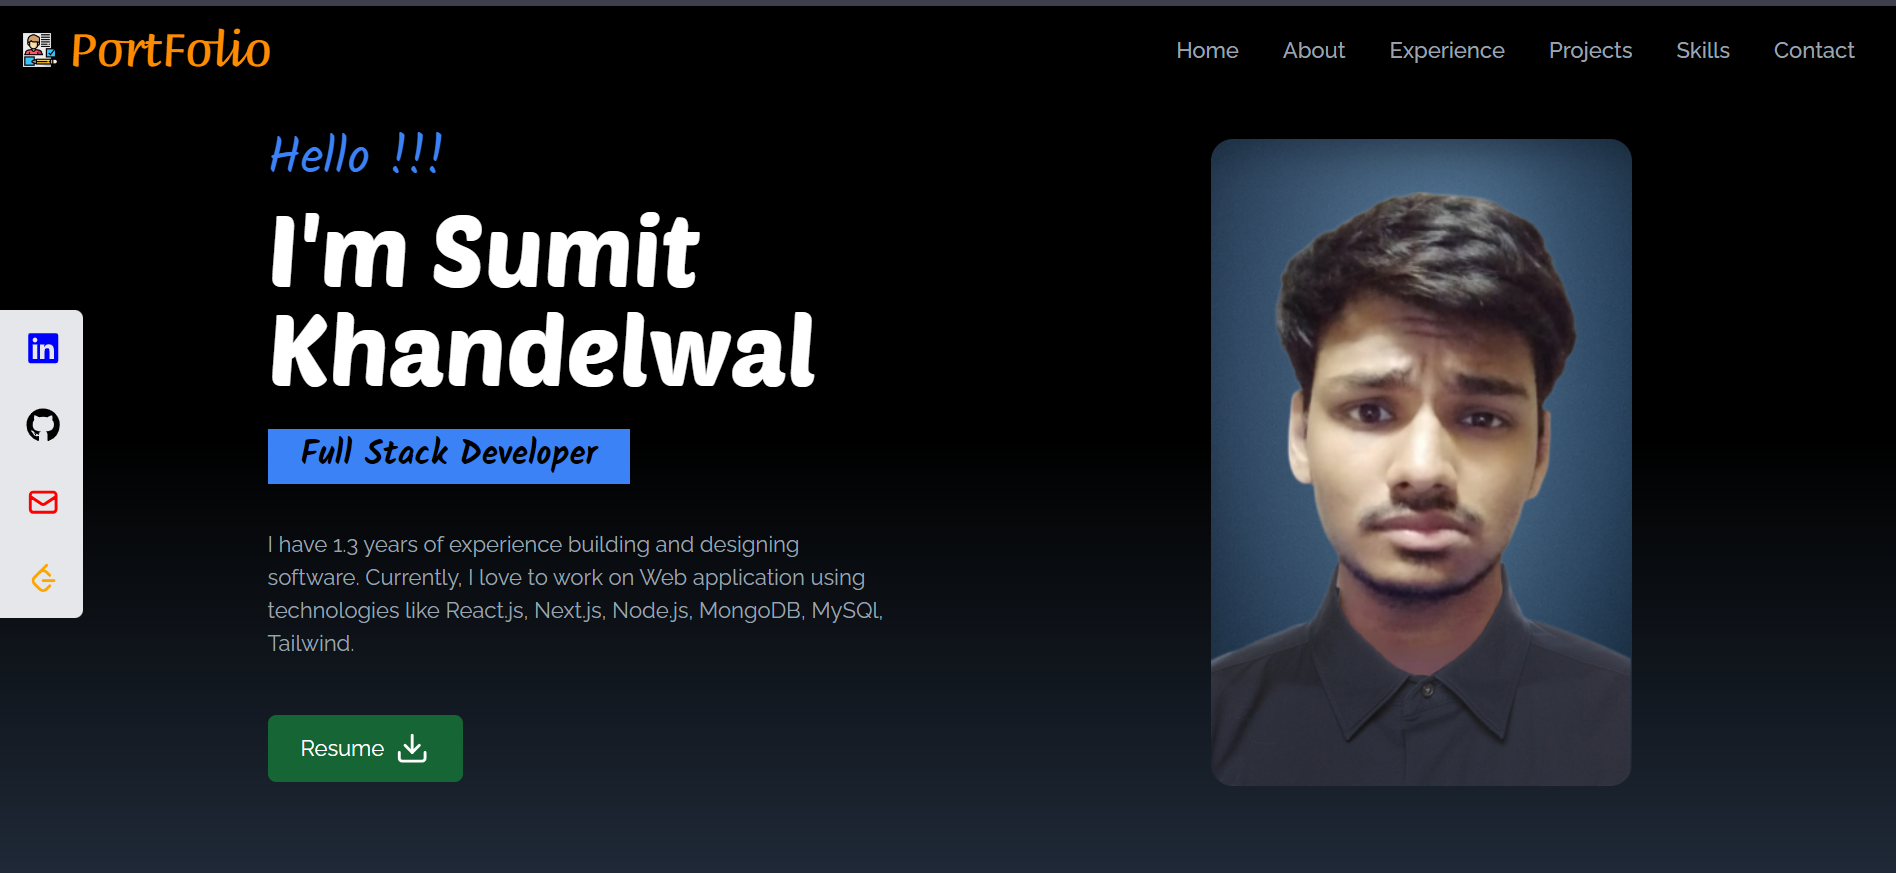 PortFolio
Home About Experience Projects Skills Contact
Hello !!!
I'm Sumit
Khandelwal
in
Full Stack Developer
I have 1.3 years of experience building and designing
software. Currently, I love to work on Web application using
technologies like React.js, Next.js, Node.js, MongoDB, MySQl,
Tailwind.
Resume